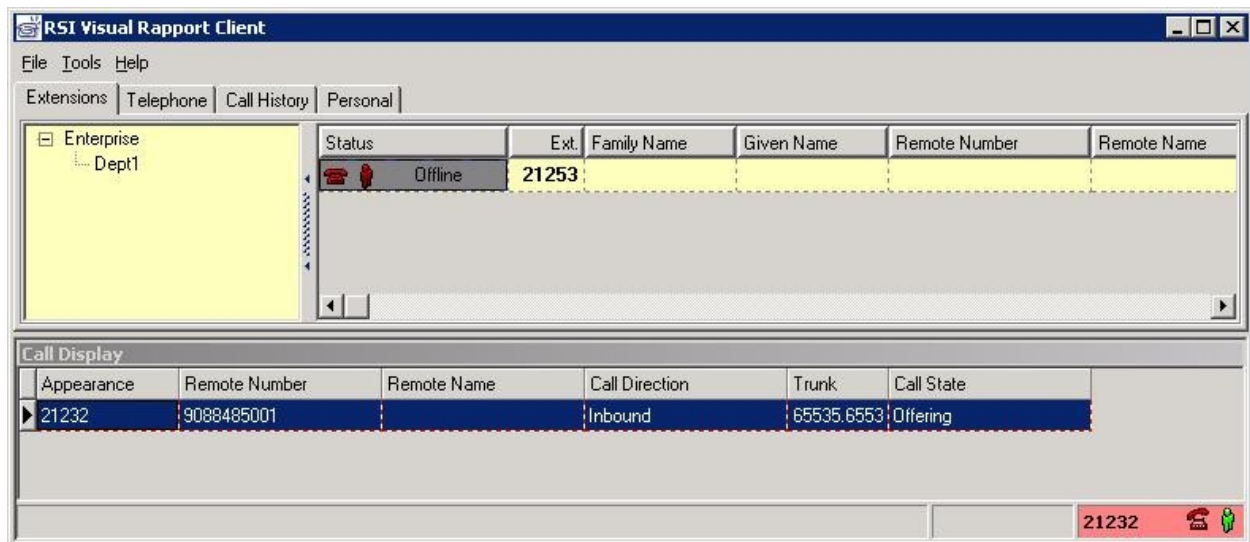 RSI Visual Rapport Client
File Tools Help
Extensions Telephone Call History Personal
Enterprise
Dept1
Status Ext. Family Name Given Name Remote Number Remote Name
Offline 21253
Call Display
Appearance Remote Number Remote Name Call Direction Trunk Call State
21232 9088485001 Inbound 65535.6553 Offering
21232